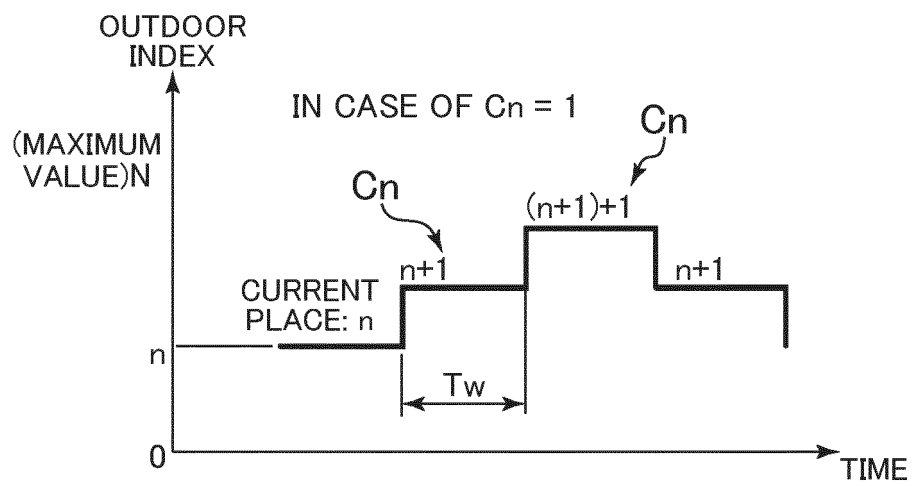 OUTDOOR
INDEX
IN CASE OF Cn = 1
(MAXIMUM
VALUE)N
Cn
Cn
(n+1)+1
n+1
n+1
CURRENT
PLACE: n
n
Tw
0
TIME